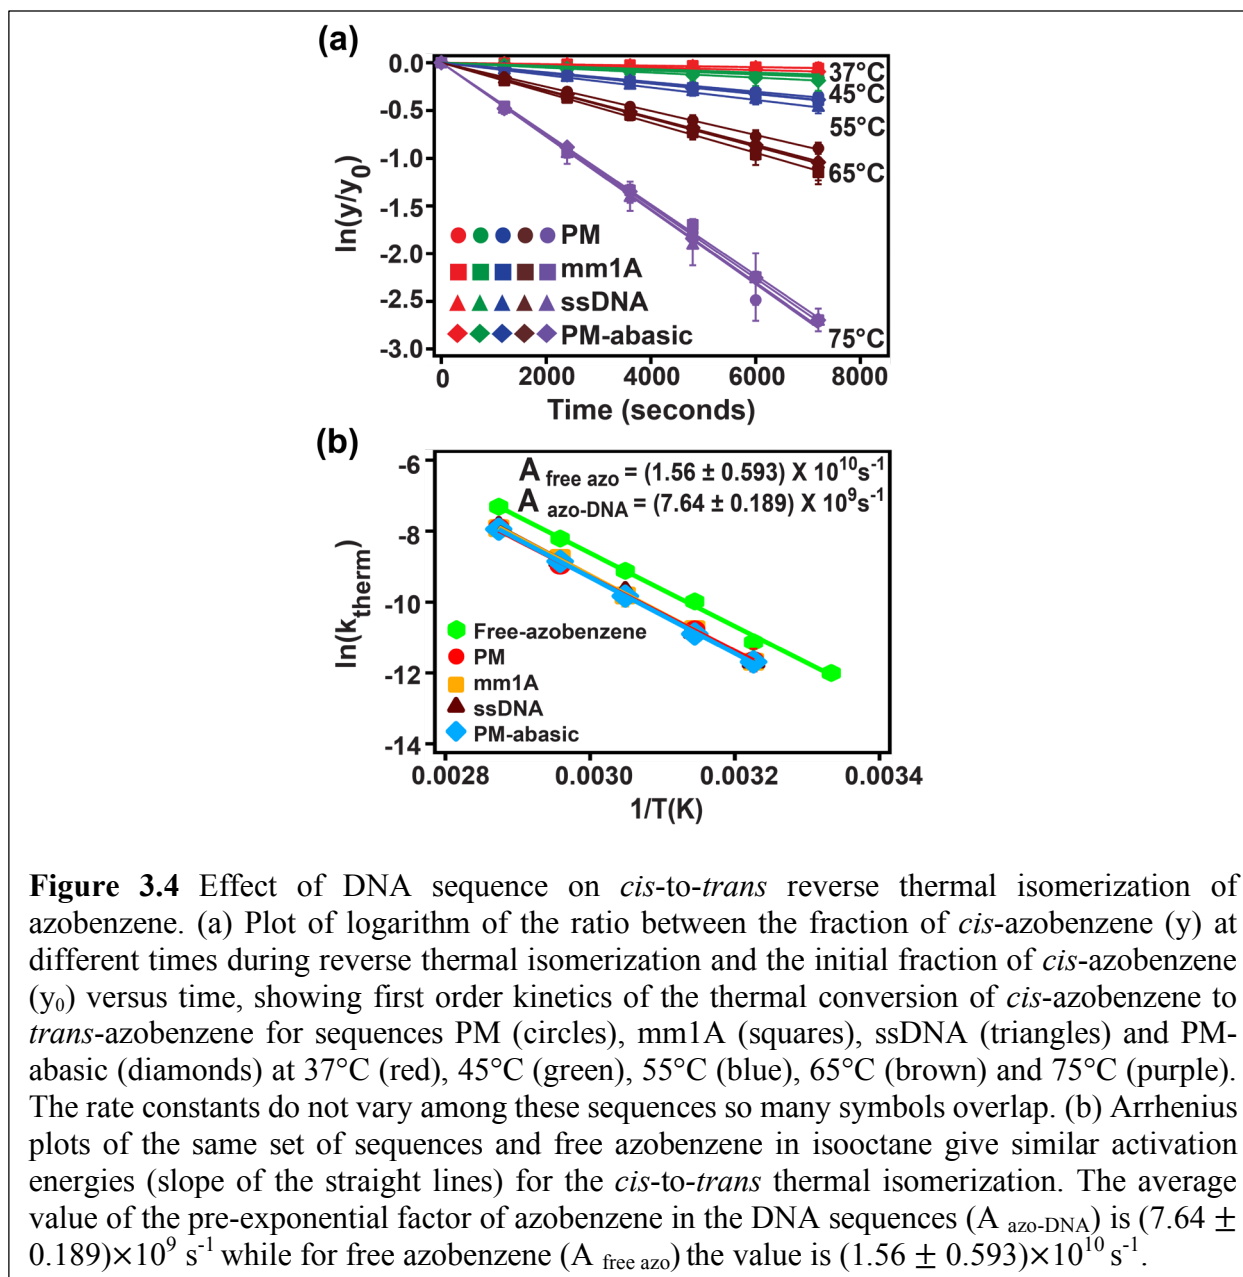 (a)
0.0
-0.5
-1.0
-1.5
-2.0
-2.5
-3.0
ln(y/y0)
37°C
45°C
55°C
65°C
75°C
PM
mm1A
ssDNA
PM-abasic
0 2000 4000 6000 8000
Time (seconds)
(b)
-6
-8
-10
-12
-14
ln(ktherm)
A free azo = (1.56 ± 0.593) X 10^10 s^-1
A azo-DNA = (7.64 ± 0.189) X 10^9 s^-1
Free-azobenzene
PM
mm1A
ssDNA
PM-abasic
0.0028 0.0030 0.0032 0.0034
1/T(K)
Figure 3.4 Effect of DNA sequence on cis-to-trans reverse thermal isomerization of
azobenzene. (a) Plot of logarithm of the ratio between the fraction of cis-azobenzene (y) at
different times during reverse thermal isomerization and the initial fraction of cis-azobenzene
(y0) versus time, showing first order kinetics of the thermal conversion of cis-azobenzene to
trans-azobenzene for sequences PM (circles), mm1A (squares), ssDNA (triangles) and PM-
abasic (diamonds) at 37°C (red), 45°C (green), 55°C (blue), 65°C (brown) and 75°C (purple).
The rate constants do not vary among these sequences so many symbols overlap. (b) Arrhenius
plots of the same set of sequences and free azobenzene in isooctane give similar activation
energies (slope of the straight lines) for the cis-to-trans thermal isomerization. The average
value of the pre-exponential factor of azobenzene in the DNA sequences (A azo-DNA) is (7.64 ±
0.189)×10^9 s^-1 while for free azobenzene (A free azo) the value is (1.56 ± 0.593)×10^10 s^-1.